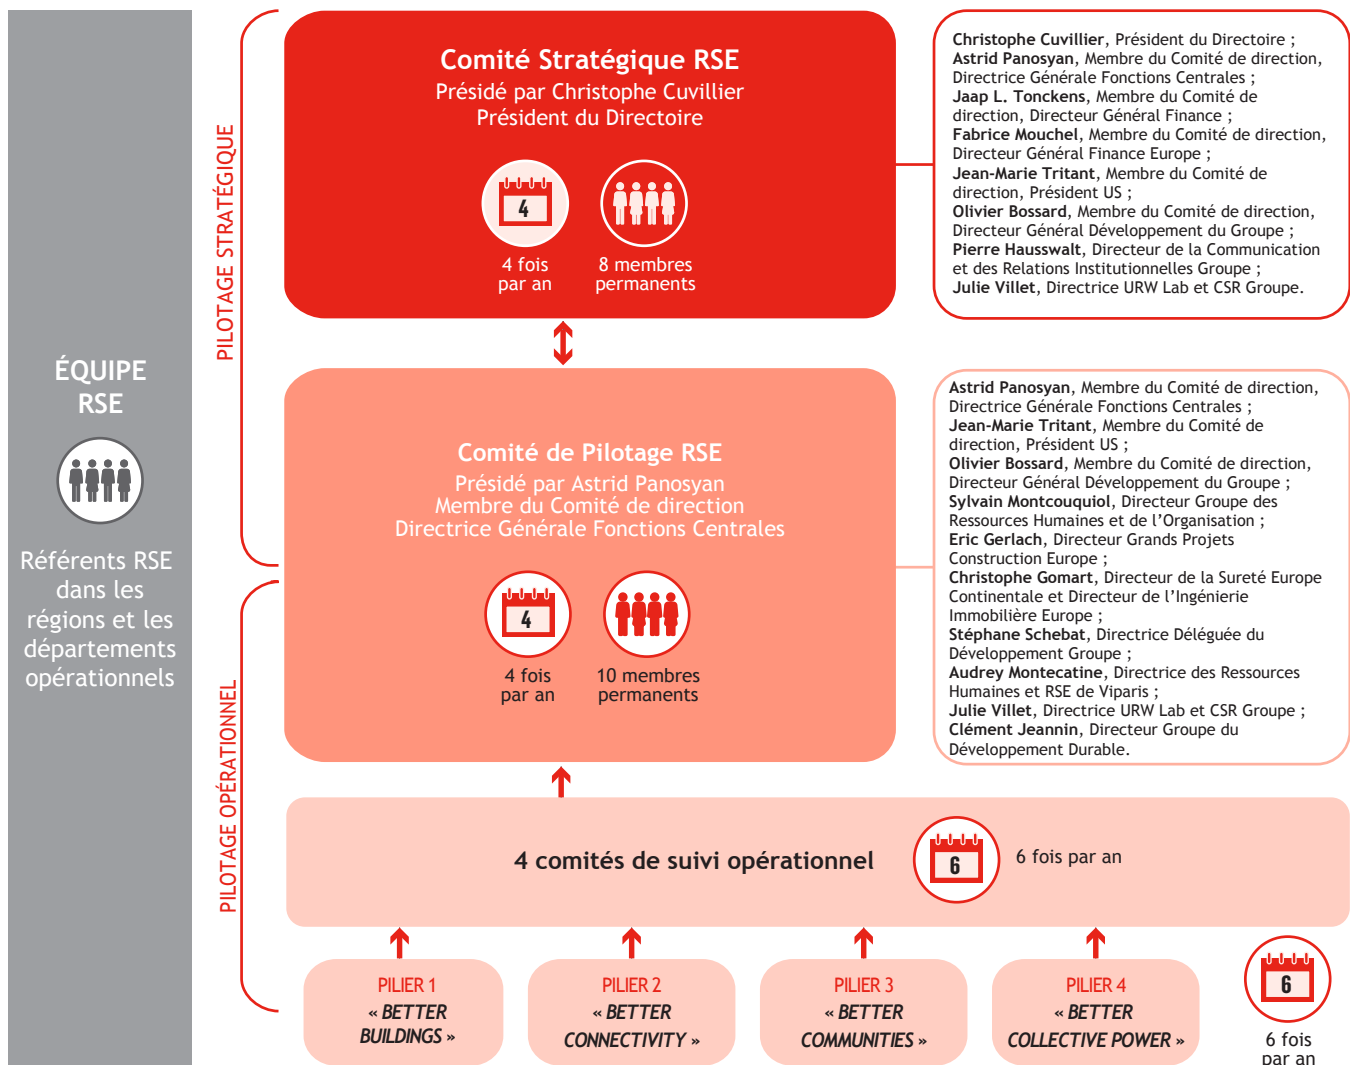 ÉQUIPE
RSE
Référents RSE
dans les
régions et les
départements
opérationnels
PILOTAGE STRATÉGIQUE
Comité Stratégique RSE
Présidé par Christophe Cuvillier
Président du Directoire
4
4 fois
par an
8 membres
permanents
Christophe Cuvillier, Président du Directoire ;
Astrid Panosyan, Membre du Comité de direction,
Directrice Générale Fonctions Centrales ;
Jaap L. Tonckens, Membre du Comité de
direction, Directeur Général Finance ;
Fabrice Mouchel, Membre du Comité de direction,
Directeur Général Finance Europe ;
Jean-Marie Tritant, Membre du Comité de
direction, Président US ;
Olivier Bossard, Membre du Comité de direction,
Directeur Général Développement du Groupe ;
Pierre Hausswalt, Directeur de la Communication
et des Relations Institutionnelles Groupe ;
Julie Villet, Directrice URW Lab et CSR Groupe.
Comité de Pilotage RSE
Présidé par Astrid Panosyan
Membre du Comité de direction
Directrice Générale Fonctions Centrales
4
4 fois
par an
10 membres
permanents
Astrid Panosyan, Membre du Comité de direction,
Directrice Générale Fonctions Centrales ;
Jean-Marie Tritant, Membre du Comité de
direction, Président US ;
Olivier Bossard, Membre du Comité de direction,
Directeur Général Développement du Groupe ;
Sylvain Montcouquiol, Directeur Groupe des
Ressources Humaines et de l’Organisation ;
Eric Gerlach, Directeur Grands Projets
Construction Europe ;
Christophe Gomart, Directeur de la Sureté Europe
Continentale et Directeur de l’Ingénierie
Immobilière Europe ;
Stéphane Schebat, Directrice Déléguée du
Développement Groupe ;
Audrey Montecatine, Directrice des Ressources
Humaines et RSE de Viparis ;
Julie Villet, Directrice URW Lab et CSR Groupe ;
Clément Jeannin, Directeur Groupe du
Développement Durable.
PILOTAGE OPÉRATIONNEL
4 comités de suivi opérationnel
6
6 fois par an
PILIER 1
« BETTER
BUILDINGS »
PILIER 2
« BETTER
CONNECTIVITY »
PILIER 3
« BETTER
COMMUNITIES »
PILIER 4
« BETTER
COLLECTIVE POWER »
6
6 fois
par an